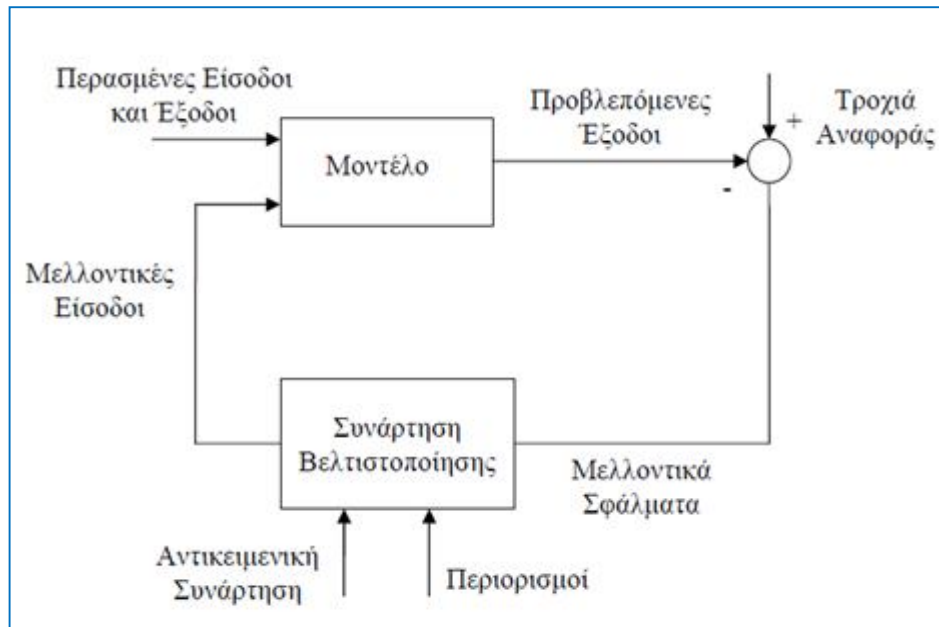 Περασμένες Είσοδοι
και Έξοδοι
Μοντέλο
Προβλεπόμενες
Έξοδοι
+
Τροχιά
Αναφοράς
-
Μελλοντικές
Είσοδοι
Συνάρτηση
Βελτιστοποίησης
Μελλοντικά
Σφάλματα
Αντικειμενική
Συνάρτηση
Περιορισμοί